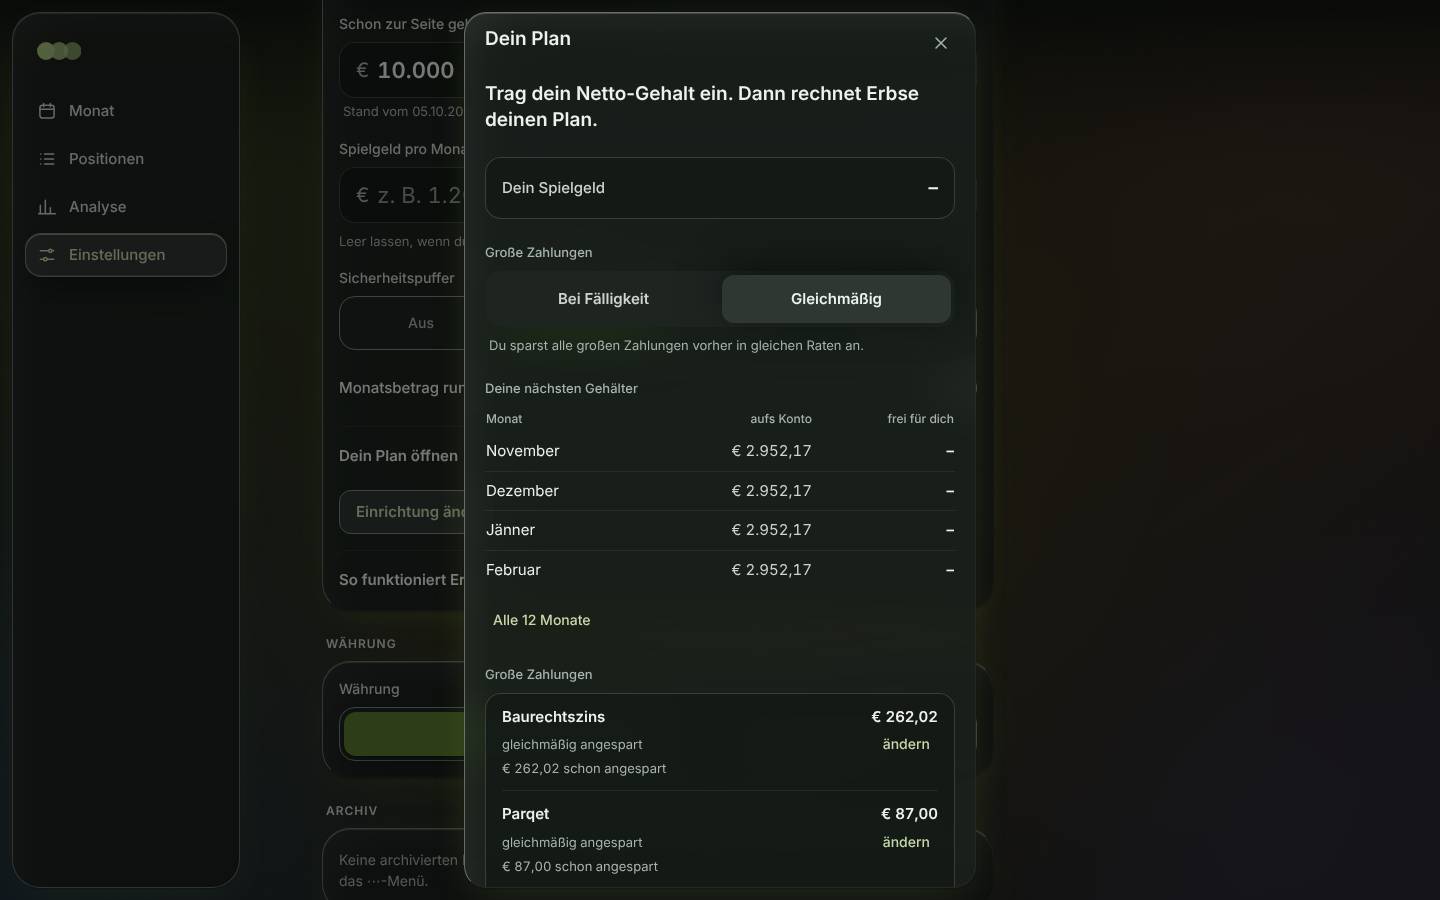 Monat
Positionen
Analyse
Einstellungen
Schon zur Seite
€ 10.000
Stand vom 05.10.20
Spielgeld pro Mona
€ z. B. 1.2
Leer lassen, wenn
Sicherheitspuffer
Aus
Monatsbetrag
Dein Plan öffnen
Einrichtung
So funktioniert
WÄHRUNG
Währung
ARCHIV
Keine archivierten
das ···-Menü.
Dein Plan
Trag dein Netto-Gehalt ein. Dann rechnet Erbse
deinen Plan.
Dein Spielgeld –
Große Zahlungen
Bei Fälligkeit Gleichmäßig
Du sparst alle großen Zahlungen vorher in gleichen Raten an.
Deine nächsten Gehälter
Monat aufs Konto frei für dich
November € 2.952,17 –
Dezember € 2.952,17 –
Jänner € 2.952,17 –
Februar € 2.952,17 –
Alle 12 Monate
Große Zahlungen
Baurechtszins € 262,02
gleichmäßig angespart ändern
€ 262,02 schon angespart
Parqet € 87,00
gleichmäßig angespart ändern
€ 87,00 schon angespart